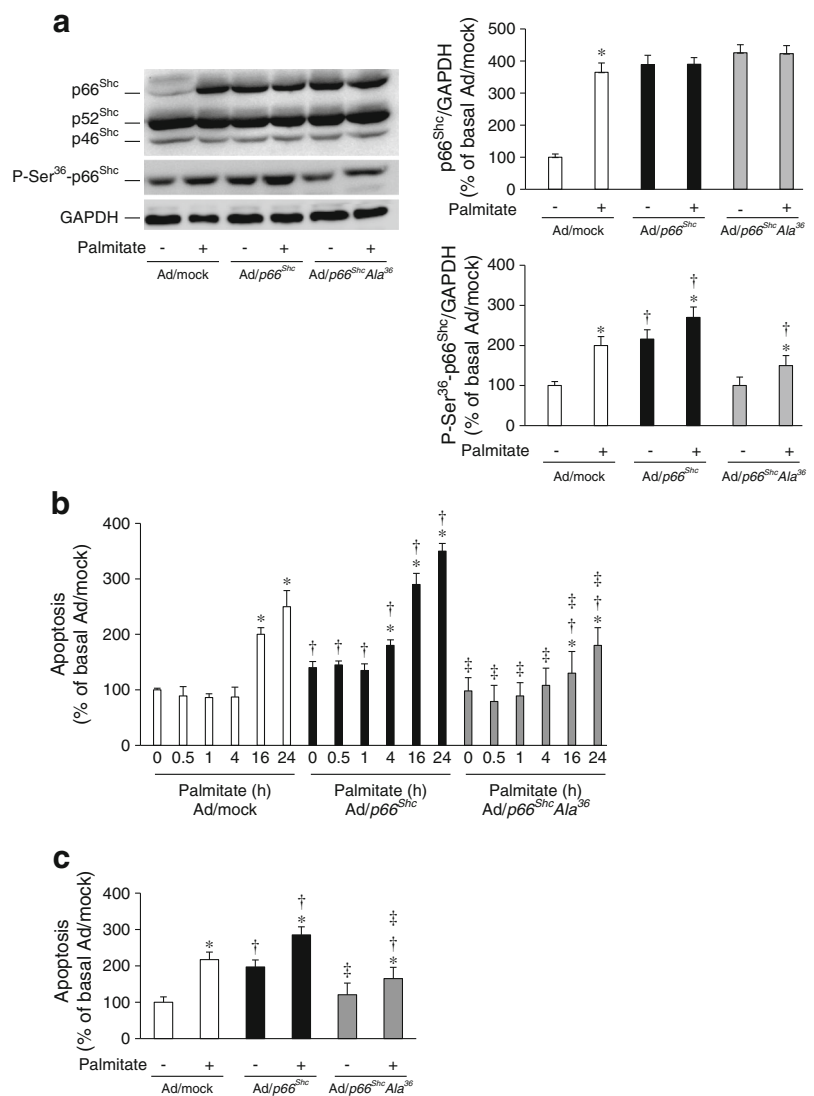 a
p66Shc
p52Shc
p46Shc
P-Ser36-p66Shc
GAPDH
Palmitate - + - + - +
Ad/mock Ad/p66Shc Ad/p66ShcAla36
p66Shc/GAPDH
(% of basal Ad/mock)
500
400
300
200
100
0
*
Palmitate - + - + - +
Ad/mock Ad/p66Shc Ad/p66ShcAla36
P-Ser36-p66Shc/GAPDH
(% of basal Ad/mock)
400
300
200
100
0
* † † * † *
Palmitate - + - + - +
Ad/mock Ad/p66Shc Ad/p66ShcAla36
b
Apoptosis
(% of basal Ad/mock)
400
300
200
100
0
* * † † † † * † * † * ‡ ‡ ‡ ‡ ‡ † * ‡ † *
0 0.5 1 4 16 24 0 0.5 1 4 16 24 0 0.5 1 4 16 24
Palmitate (h) Palmitate (h) Palmitate (h)
Ad/mock Ad/p66Shc Ad/p66ShcAla36
c
Apoptosis
(% of basal Ad/mock)
400
300
200
100
0
* † † * ‡ ‡ † *
Palmitate - + - + - +
Ad/mock Ad/p66Shc Ad/p66ShcAla36